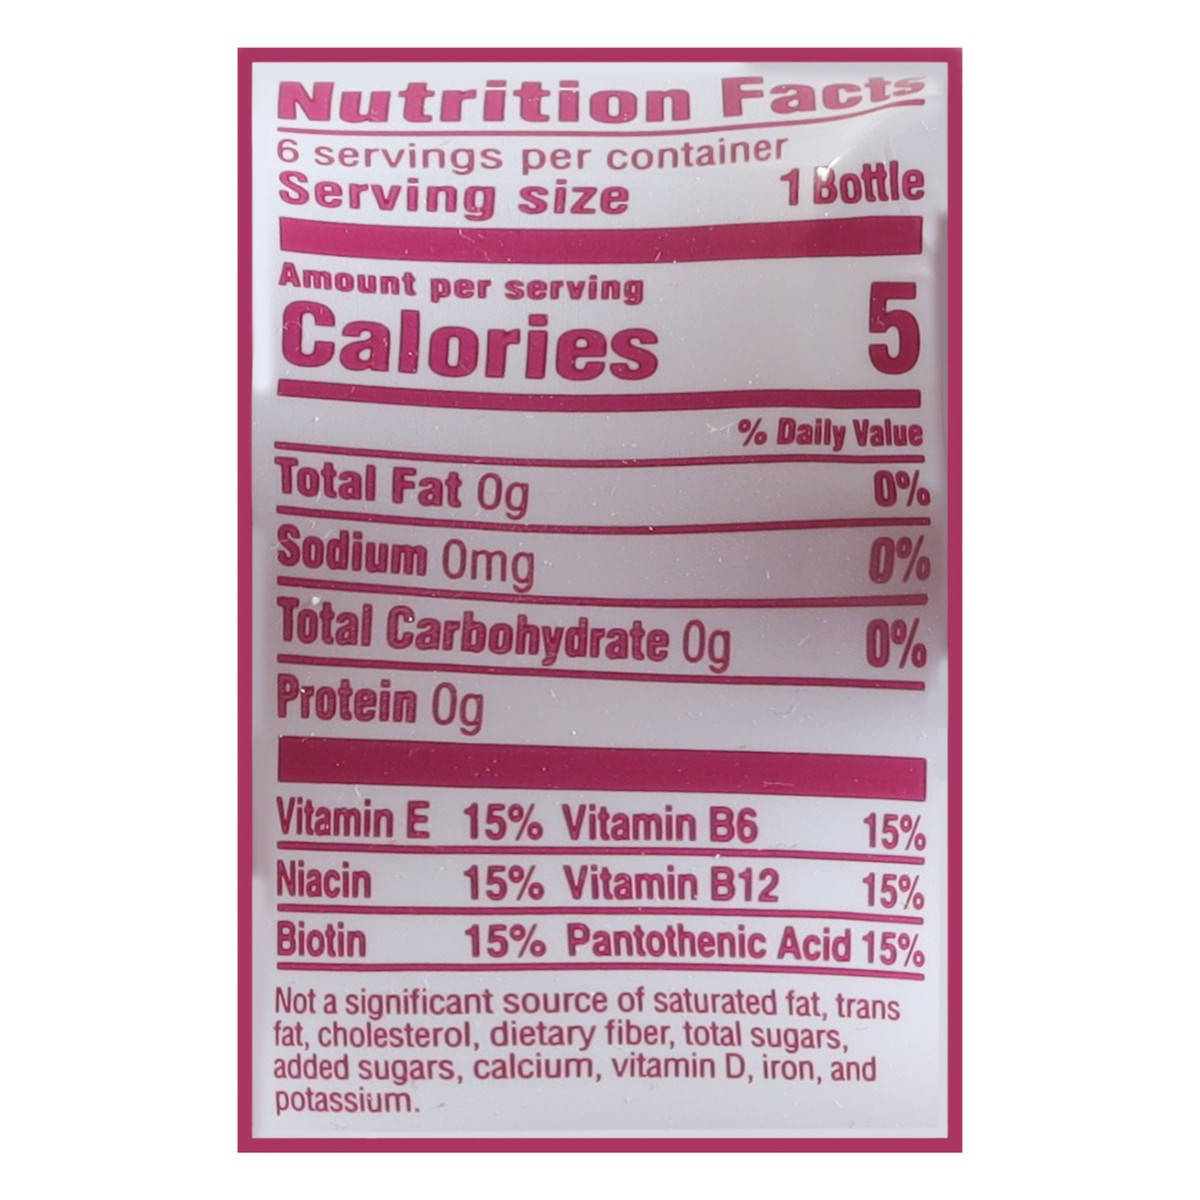 Nutrition Facts
6 servings per container
Serving size 1 Bottle
Amount per serving
Calories 5
% Daily Value
Total Fat 0g 0%
Sodium 0mg 0%
Total Carbohydrate 0g 0%
Protein 0g
Vitamin E 15% Vitamin B6 15%
Niacin 15% Vitamin B12 15%
Biotin 15% Pantothenic Acid 15%
Not a significant source of saturated fat, trans
fat, cholesterol, dietary fiber, total sugars,
added sugars, calcium, vitamin D, iron, and
potassium.